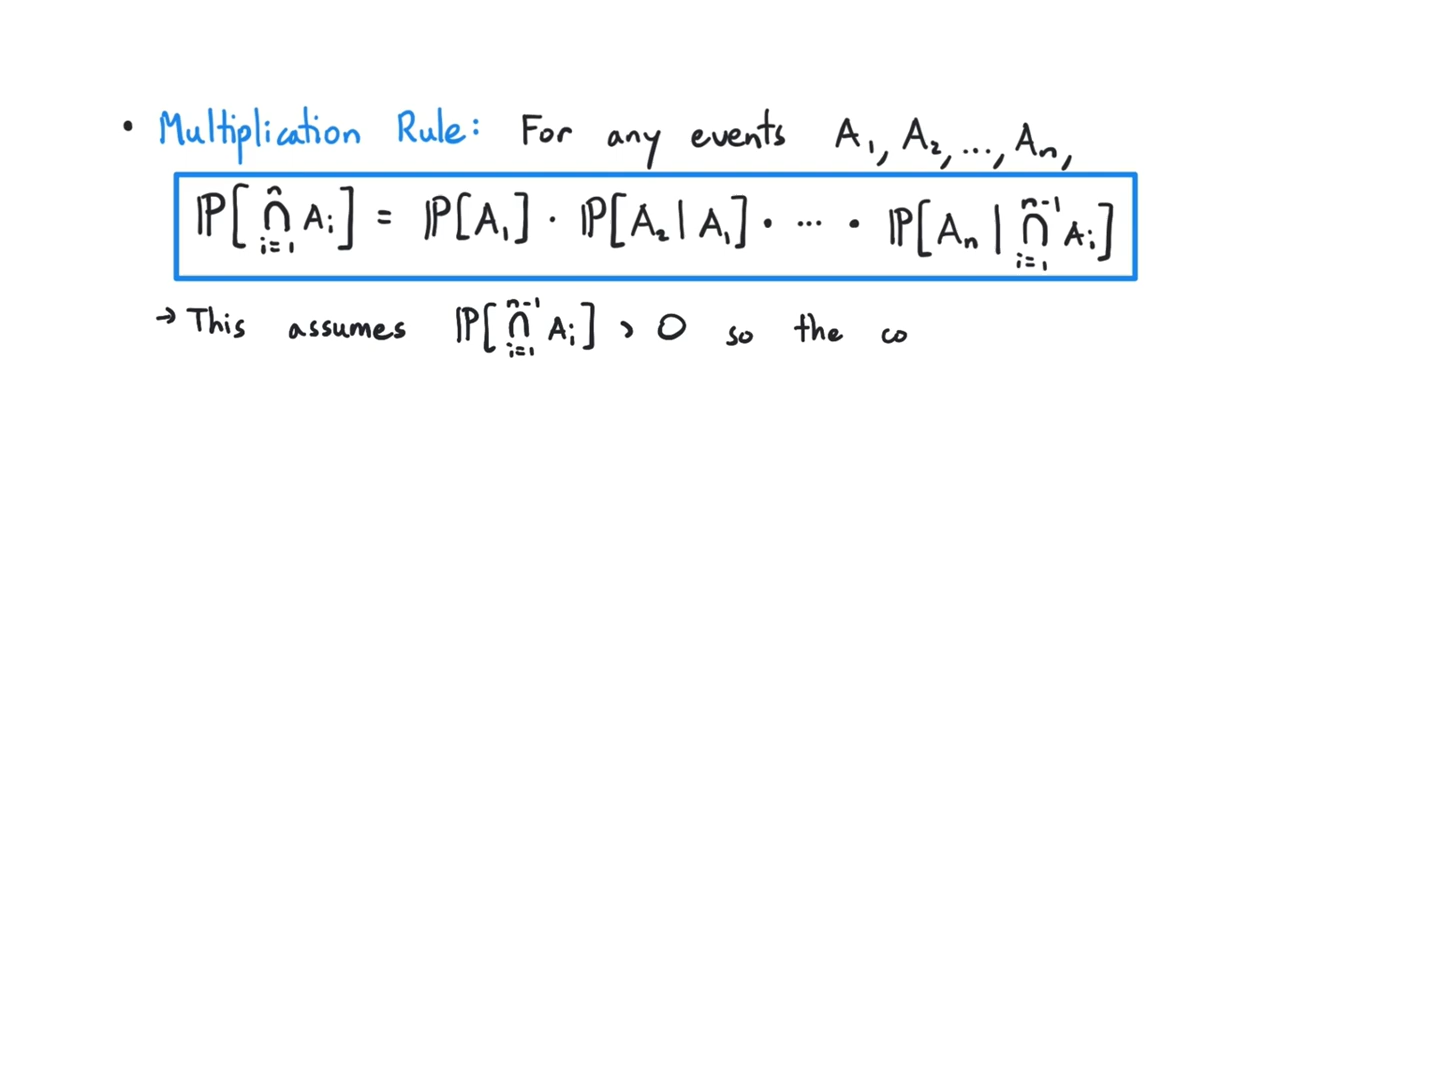 • Multiplication Rule: For any events A₁, A₂, ..., Aₙ,
ℙ[⋂ᵢ₌₁ⁿ Aᵢ] = ℙ[A₁] · ℙ[A₂ | A₁] · ... · ℙ[Aₙ | ⋂ᵢ₌₁ⁿ⁻¹ Aᵢ]
→ This assumes ℙ[⋂ᵢ₌₁ⁿ⁻¹ Aᵢ] > 0 so the co